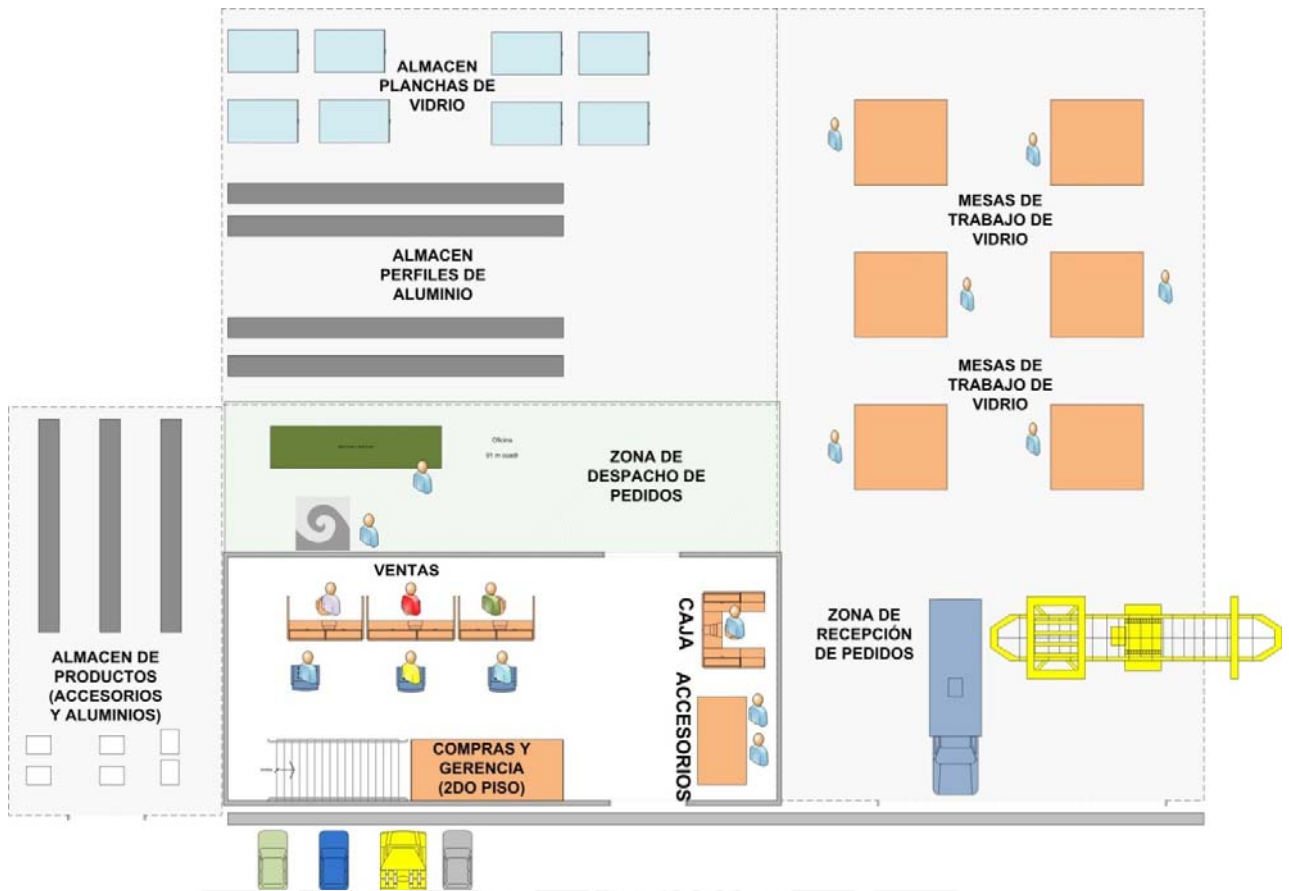 ALMACEN
PLANCHAS DE
VIDRIO
MESAS DE
TRABAJO DE
VIDRIO
ALMACEN
PERFILES DE
ALUMINIO
MESAS DE
TRABAJO DE
VIDRIO
Oficina
91 m cuadr
ZONA DE
DESPACHO DE
PEDIDOS
VENTAS
CAJA
ZONA DE
RECEPCIÓN
DE PEDIDOS
ALMACEN DE
PRODUCTOS
(ACCESORIOS
Y ALUMINIOS)
ACCESORIOS
COMPRAS Y
GERENCIA
(2DO PISO)